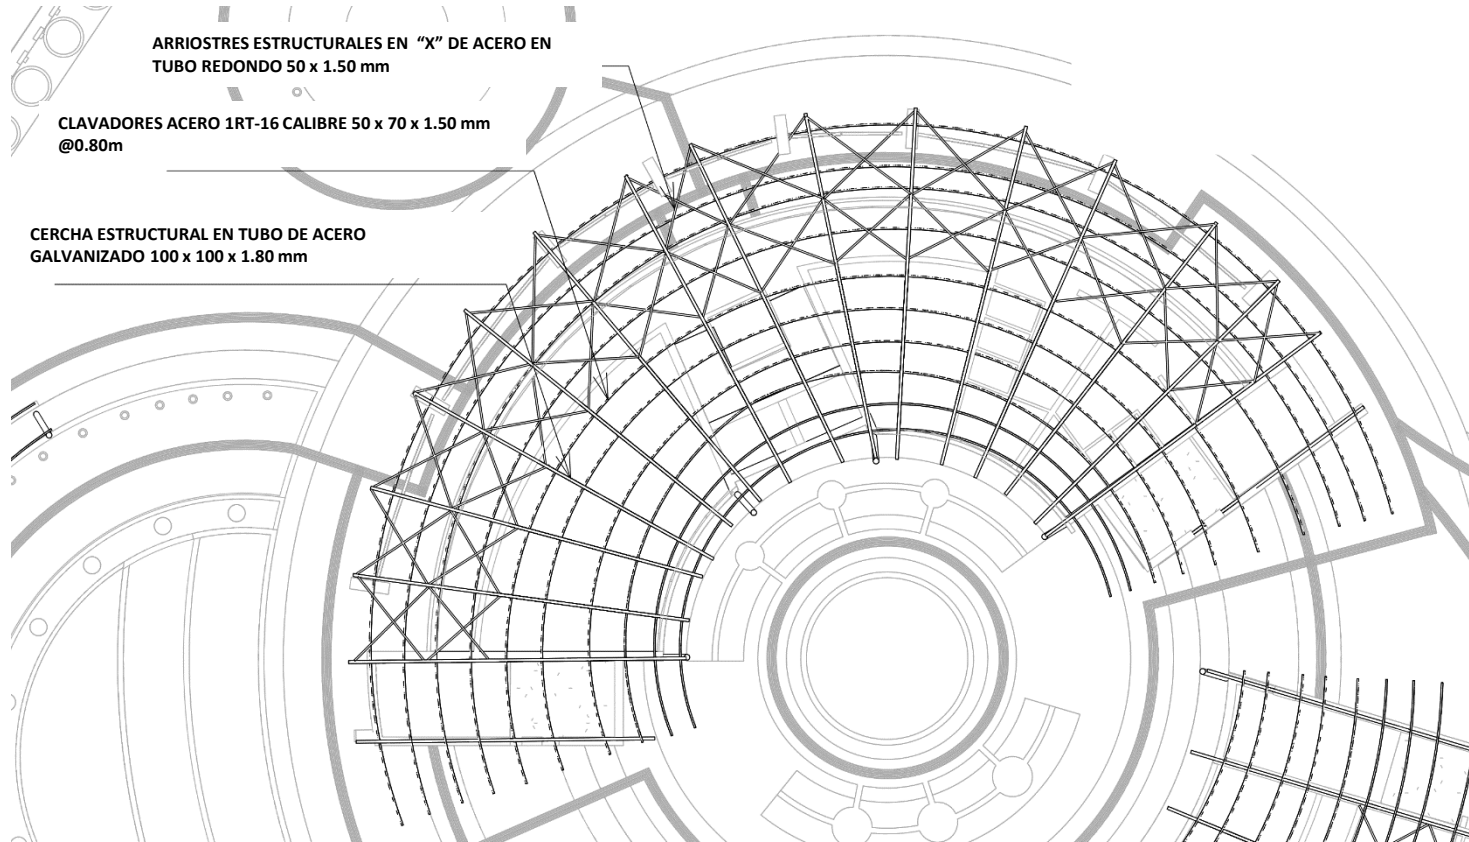 ARRIOSTRES ESTRUCTURALES EN “X” DE ACERO EN
TUBO REDONDO 50 x 1.50 mm
CLAVADORES ACERO 1RT-16 CALIBRE 50 x 70 x 1.50 mm
@0.80m
CERCHA ESTRUCTURAL EN TUBO DE ACERO
GALVANIZADO 100 x 100 x 1.80 mm